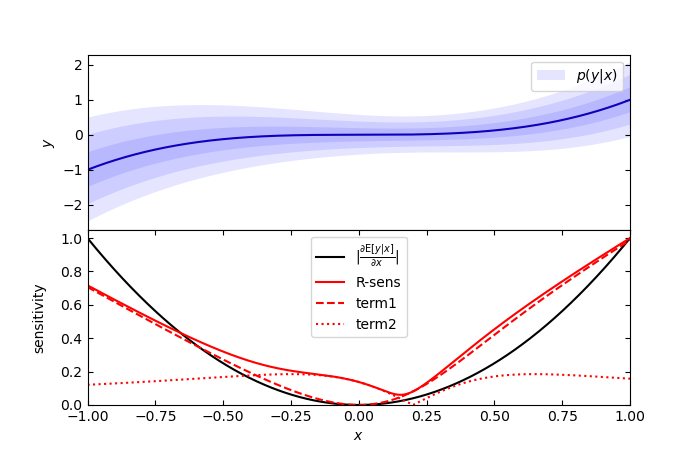 2
1
0
−1
−2
y
p(y|x)
1.0
0.8
0.6
0.4
0.2
0.0
sensitivity
|∂E[y|x]/∂x|
R-sens
term1
term2
−1.00 −0.75 −0.50 −0.25 0.00 0.25 0.50 0.75 1.00
x